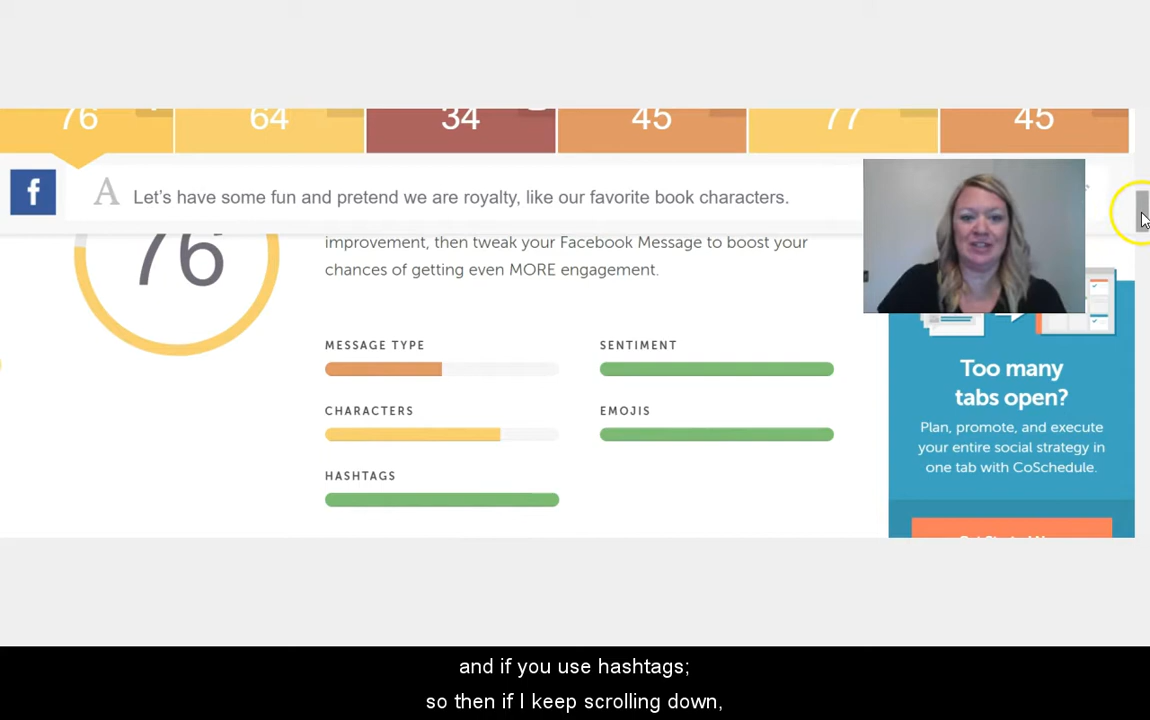 76 64 34 45 77 45
f
A Let's have some fun and pretend we are royalty, like our favorite book characters.
76
improvement, then tweak your Facebook Message to boost your
chances of getting even MORE engagement.
MESSAGE TYPE
SENTIMENT
CHARACTERS
EMOJIS
HASHTAGS
Too many
tabs open?
Plan, promote, and execute
your entire social strategy in
one tab with CoSchedule.
and if you use hashtags;
so then if I keep scrolling down,